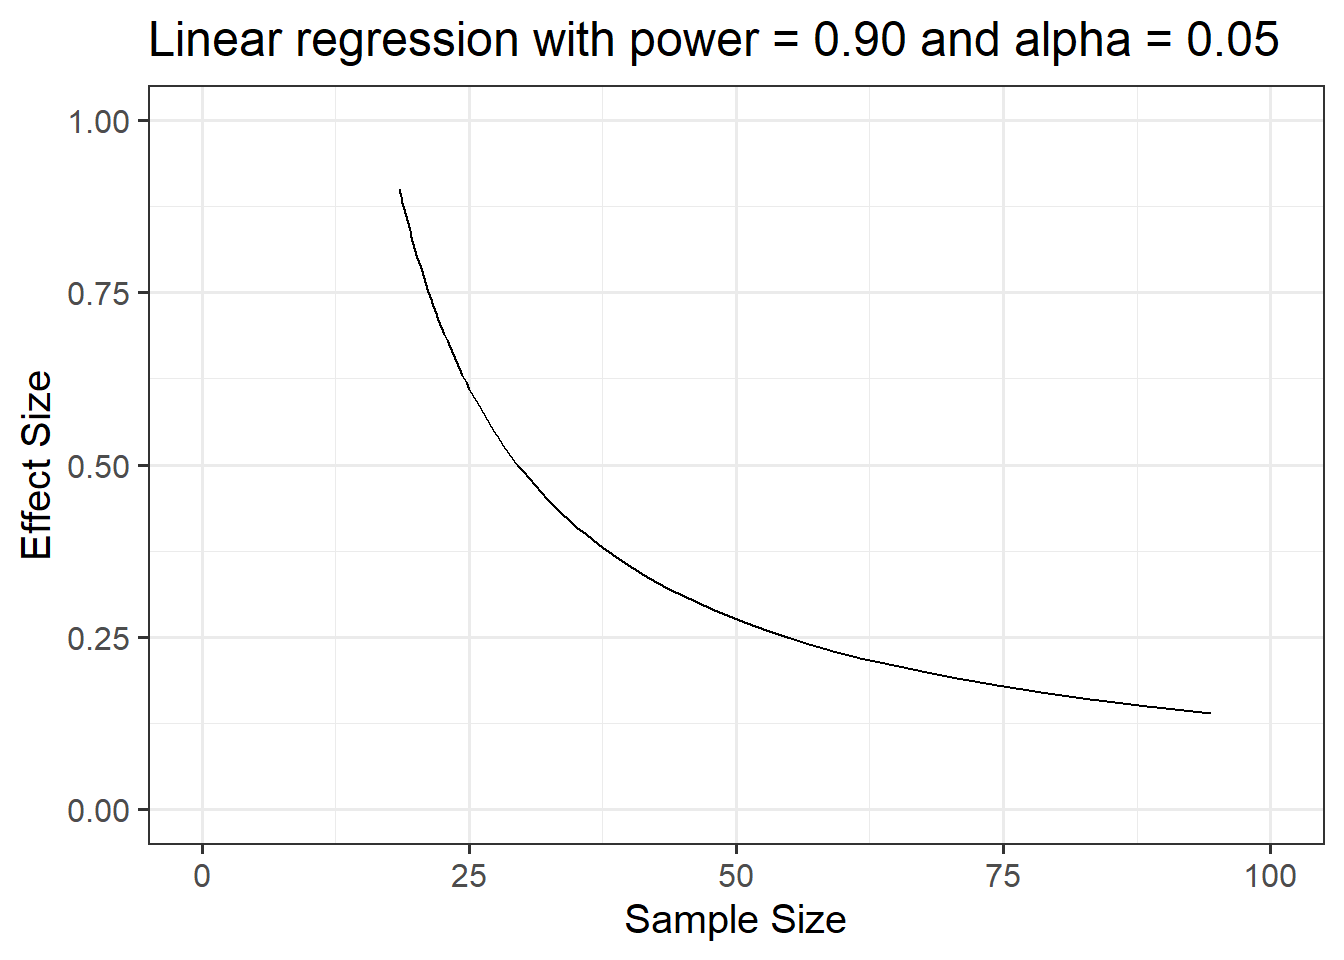 Linear regression with power = 0.90 and alpha = 0.05
1.00
0.75
0.50
0.25
0.00
Effect Size
0 25 50 75 100
Sample Size